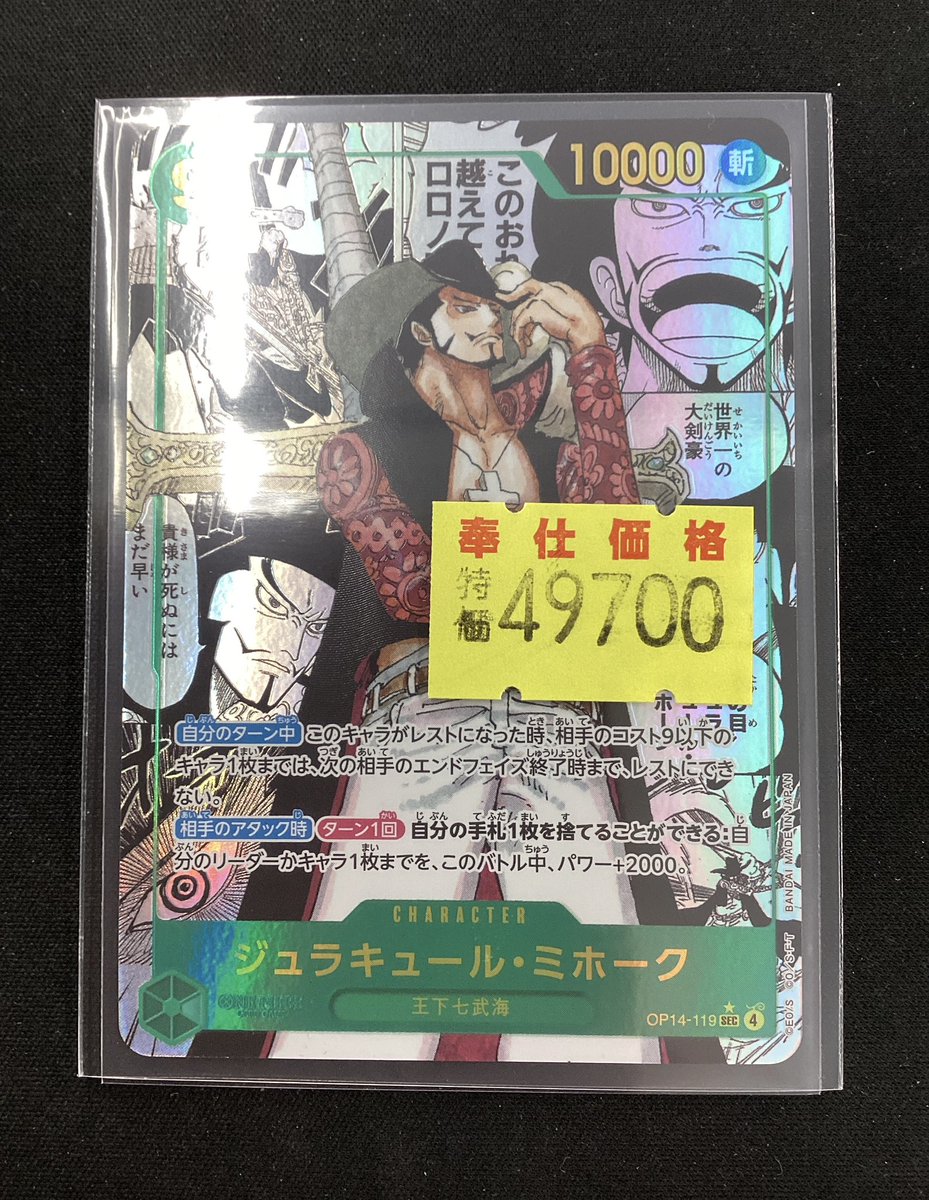 10000 斬
このおれ
越えて
ロロノ
世界一の
大剣豪
貴様が死ぬには
まだ早い
奉仕価格
特価 49700
自分のターン中 このキャラがレストになった時、相手のコスト9以下の
キャラ1枚までは、次の相手のエンドフェイズ終了時まで、レストにでき
ない。
相手のアタック時 ターン1回 自分の手札1枚を捨てることができる:自
分のリーダーかキャラ1枚までを、このバトル中、パワー+2000。
CHARACTER
ジュラキュール・ミホーク
王下七武海
OP14-119 SEC 4
BANDAI MADE IN JAPAN
©EO/S ©O/S·F·T